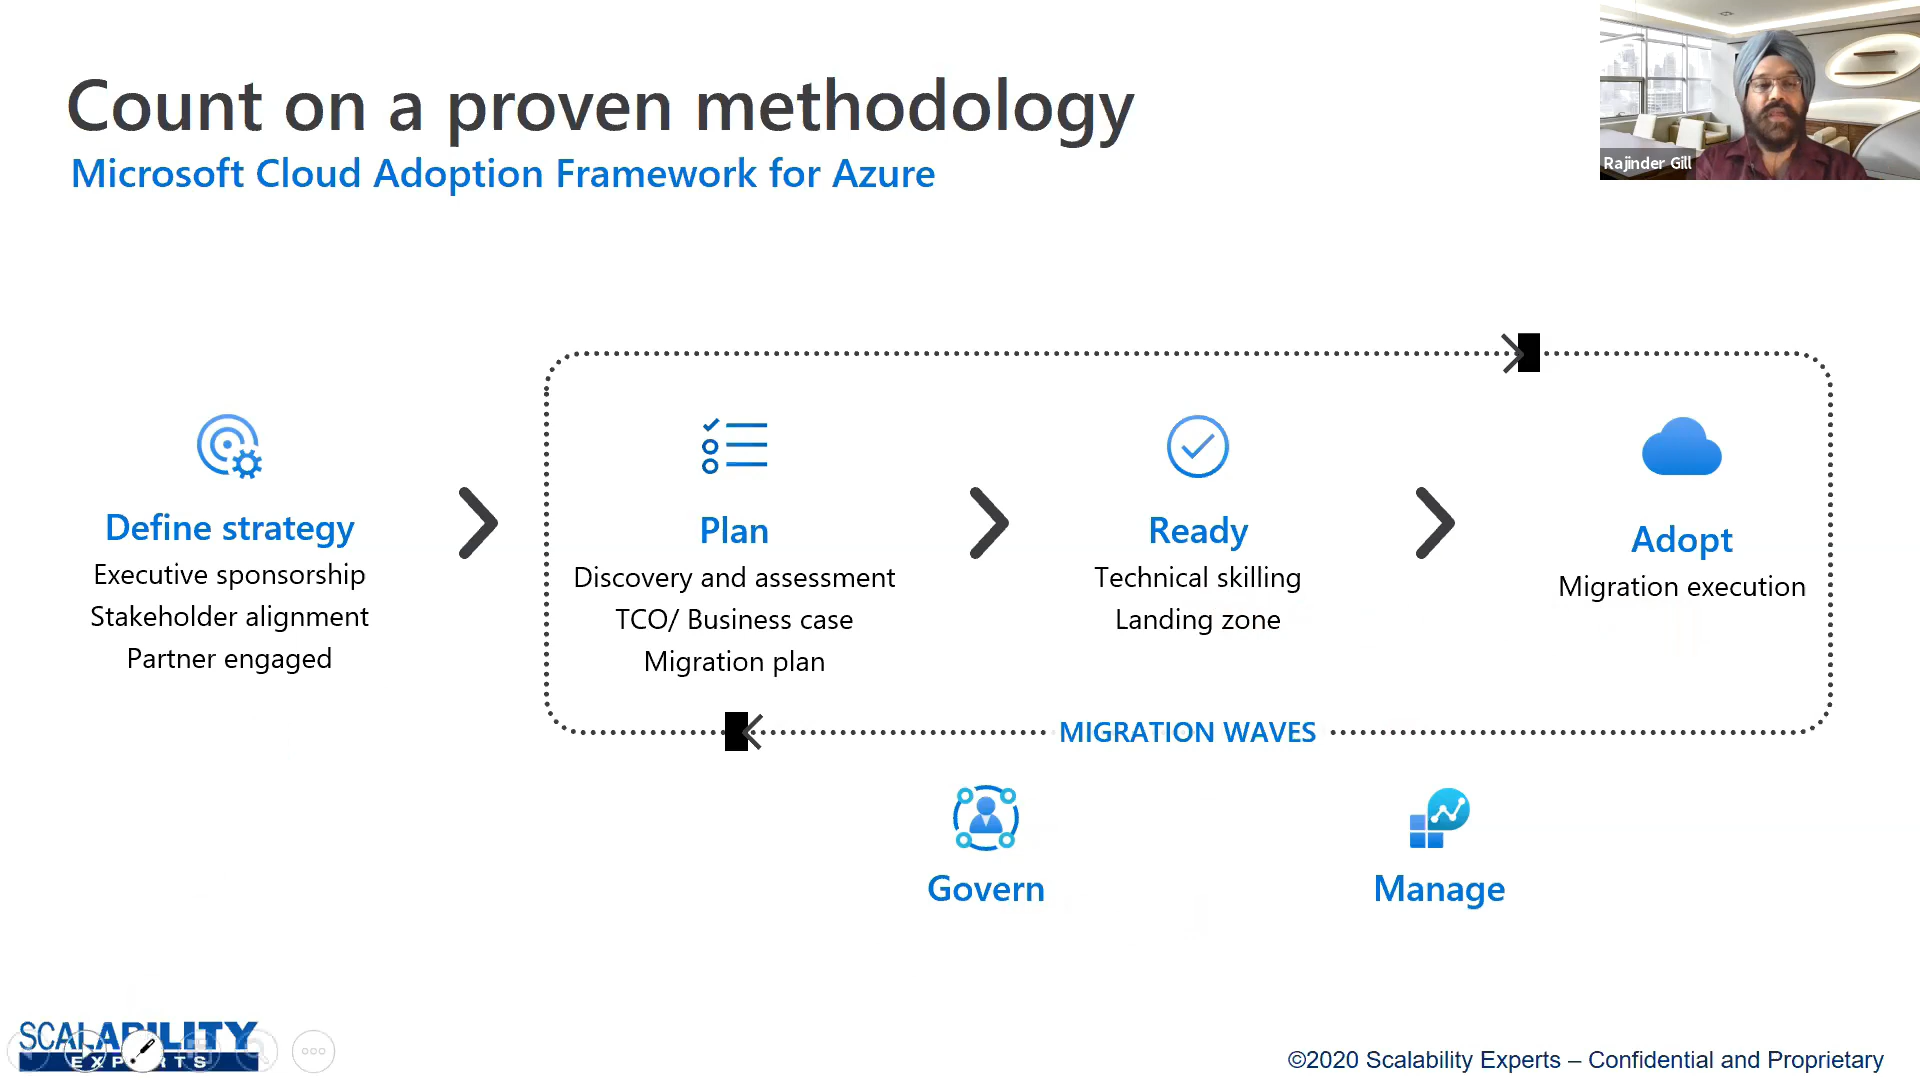 Count on a proven methodology
Microsoft Cloud Adoption Framework for Azure
Rajinder Gill
Define strategy
Executive sponsorship
Stakeholder alignment
Partner engaged
Plan
Discovery and assessment
TCO/ Business case
Migration plan
Ready
Technical skilling
Landing zone
Adopt
Migration execution
MIGRATION WAVES
Govern
Manage
SCALABILITY
EXPERTS
©2020 Scalability Experts – Confidential and Proprietary